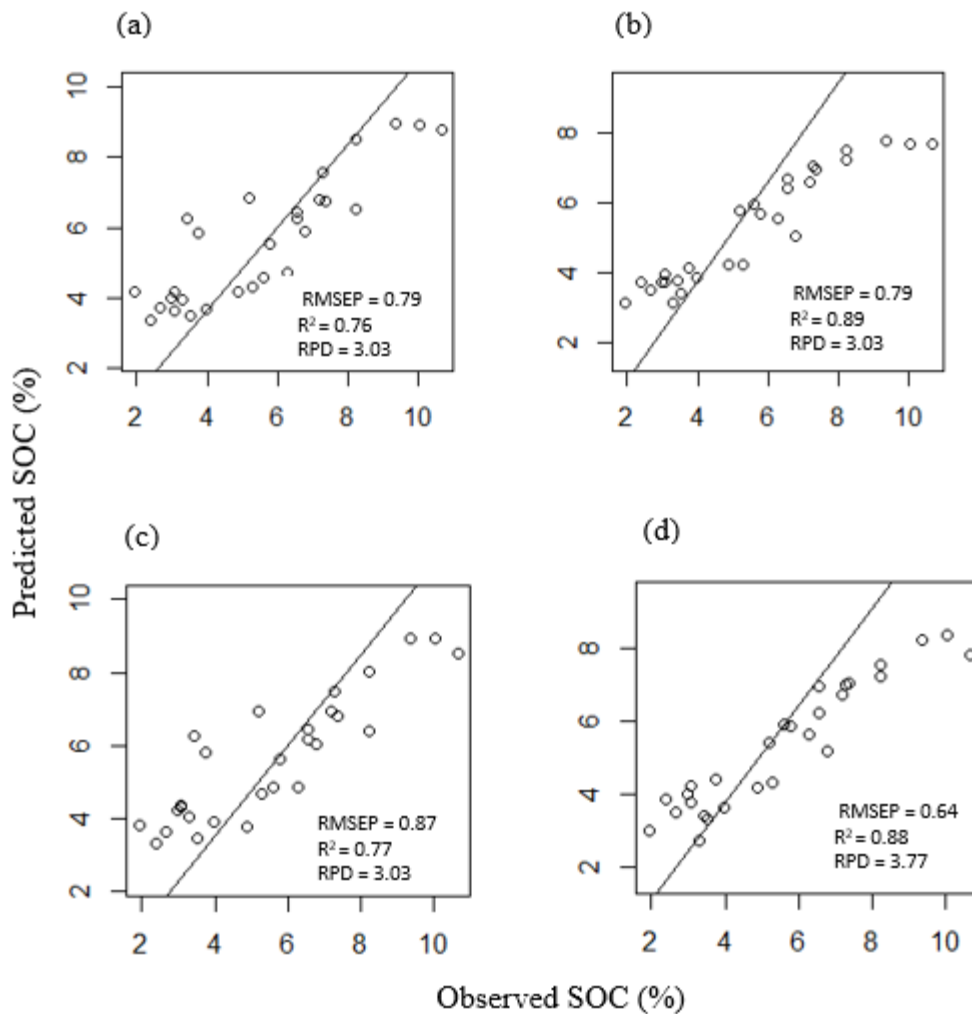 (a)
(b)
Predicted SOC (%)
10
8
6
4
2
RMSEP = 0.79
R² = 0.76
RPD = 3.03
2 4 6 8 10
8
6
4
2
RMSEP = 0.79
R² = 0.89
RPD = 3.03
2 4 6 8 10
(c)
(d)
10
8
6
4
2
RMSEP = 0.87
R² = 0.77
RPD = 3.03
2 4 6 8 10
8
6
4
2
RMSEP = 0.64
R² = 0.88
RPD = 3.77
2 4 6 8 10
Observed SOC (%)